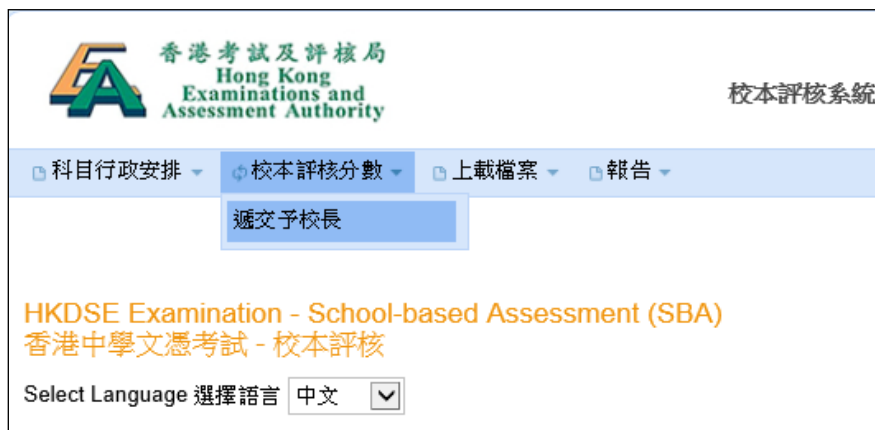 香港考試及評核局
Hong Kong
Examinations and
Assessment Authority
校本評核系統
科目行政安排 校本評核分數 上載檔案 報告
遞交予校長
HKDSE Examination - School-based Assessment (SBA)
香港中學文憑考試 - 校本評核
Select Language 選擇語言 中文